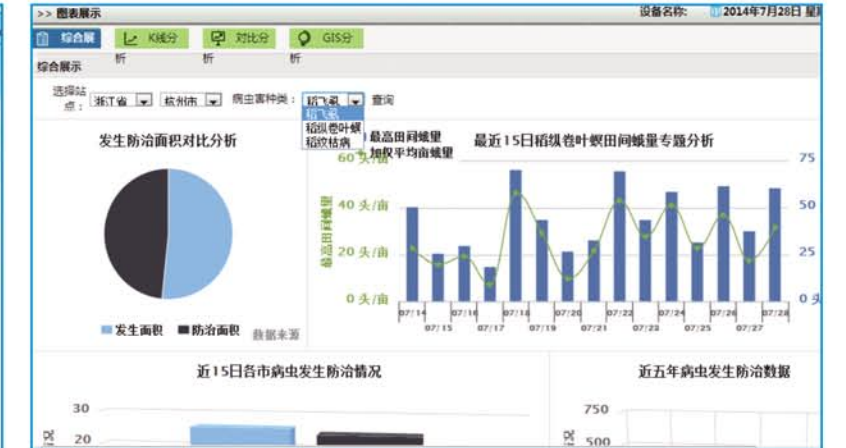 >> 图表展示
设备名称: 2014年7月28日 星
综合展 K线分 对比分 GIS分
析 析 析
综合展示
选择站
点： 浙江省 杭州市 病虫害种类： 稻飞虱 查询
稻飞虱
稻纵卷叶螟
稻纹枯病
发生防治面积对比分析
最高田间蛾量
加权平均亩蛾量
最近15日稻纵卷叶螟田间蛾量专题分析
60 头/亩
40 头/亩
20 头/亩
0 头/亩
最高田间蛾量
75
50
25
0
07/14 07/16 07/18 07/20 07/22 07/24 07/26 07/28
07/15 07/17 07/19 07/21 07/23 07/25 07/27
发生面积 防治面积
数据来源
近15日各市病虫发生防治情况
30
20
近五年病虫发生防治数据
750
500